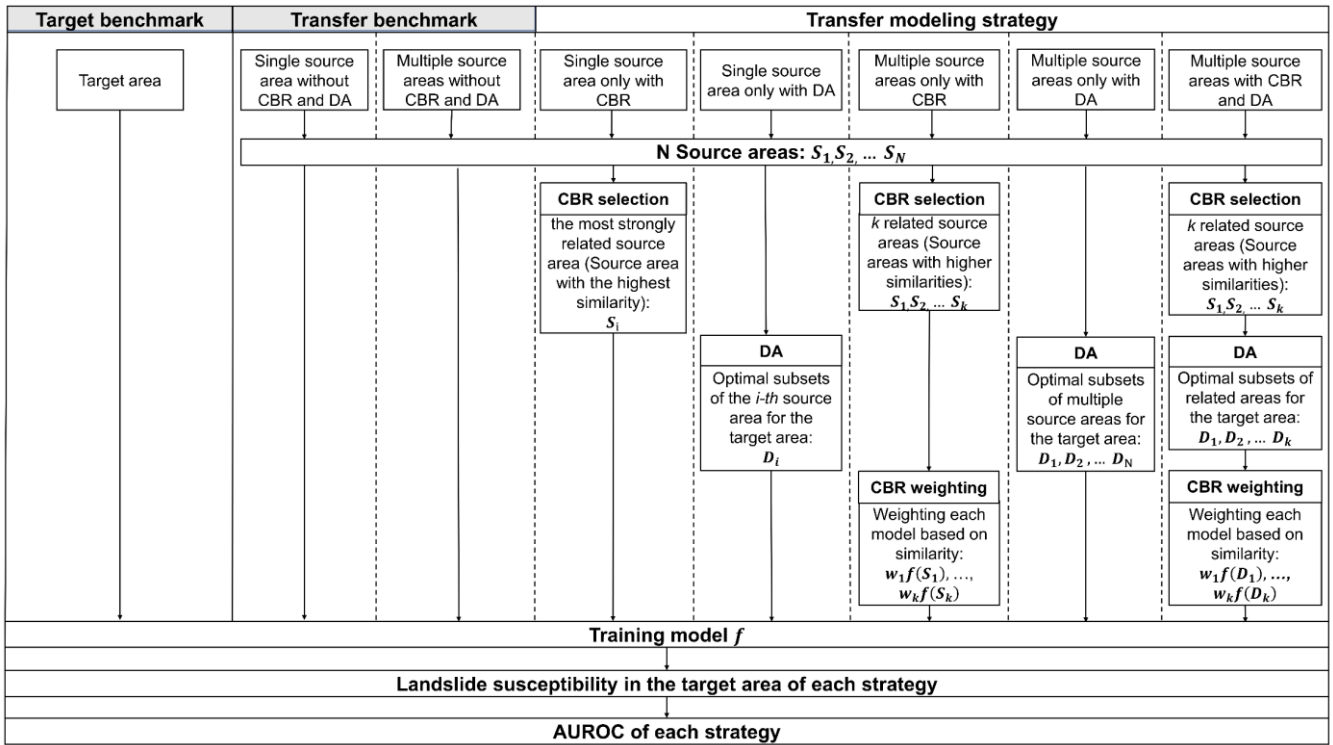 Target benchmark
Transfer benchmark
Transfer modeling strategy
Target area
Single source
area without
CBR and DA
Multiple source
areas without
CBR and DA
Single source
area only with
CBR
Single source
area only with DA
Multiple source
areas only with
CBR
Multiple source
areas only with
DA
Multiple source
areas with CBR
and DA
N Source areas: S1,S2, ... SN
CBR selection
the most strongly
related source
area (Source area
with the highest
similarity):
Si
CBR selection
k related source
areas (Source
areas with higher
similarities):
S1,S2, ... Sk
CBR selection
k related source
areas (Source
areas with higher
similarities):
S1,S2, ... Sk
DA
Optimal subsets
of the i-th source
area for the
target area:
Di
DA
Optimal subsets
of multiple
source areas for
the target area:
D1, D2 , ... DN
DA
Optimal subsets of
related areas for
the target area:
D1, D2 , ... Dk
CBR weighting
Weighting each
model based on
similarity:
w1f(S1), ...,
wkf(Sk)
CBR weighting
Weighting each
model based on
similarity:
w1f(D1), ...,
wkf(Dk)
Training model f
Landslide susceptibility in the target area of each strategy
AUROC of each strategy